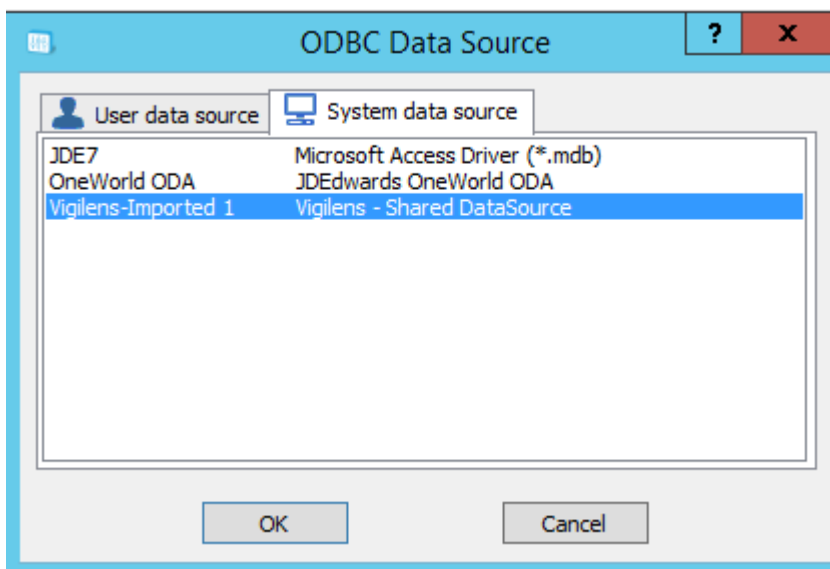 ODBC Data Source
? x
User data source System data source
JDE7 Microsoft Access Driver (*.mdb)
OneWorld ODA JDEdwards OneWorld ODA
Vigilens-Imported 1 Vigilens - Shared DataSource
OK Cancel